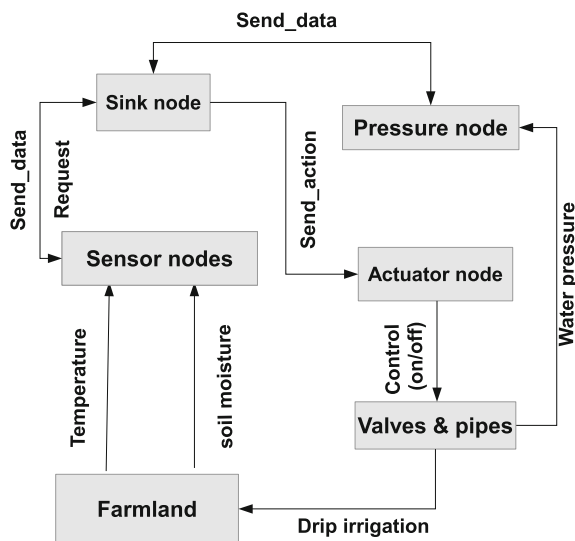 Send_data
Sink node
Pressure node
Send_data
Request
Send_action
Water pressure
Sensor nodes
Actuator node
Temperature
soil moisture
Control
(on/off)
Valves & pipes
Farmland
Drip irrigation